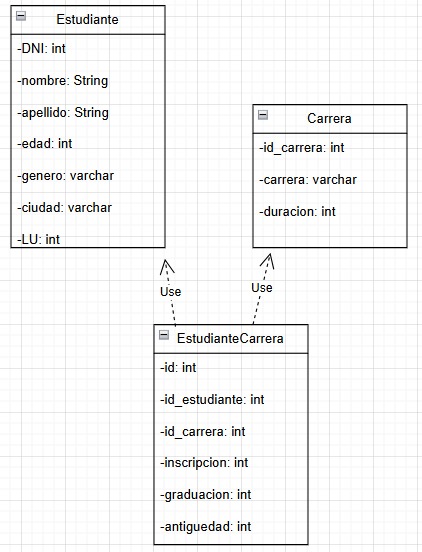 Estudiante
-DNI: int
-nombre: String
-apellido: String
-edad: int
-genero: varchar
-ciudad: varchar
-LU: int
Carrera
-id_carrera: int
-carrera: varchar
-duracion: int
Use
Use
EstudianteCarrera
-id: int
-id_estudiante: int
-id_carrera: int
-inscripcion: int
-graduacion: int
-antiguedad: int